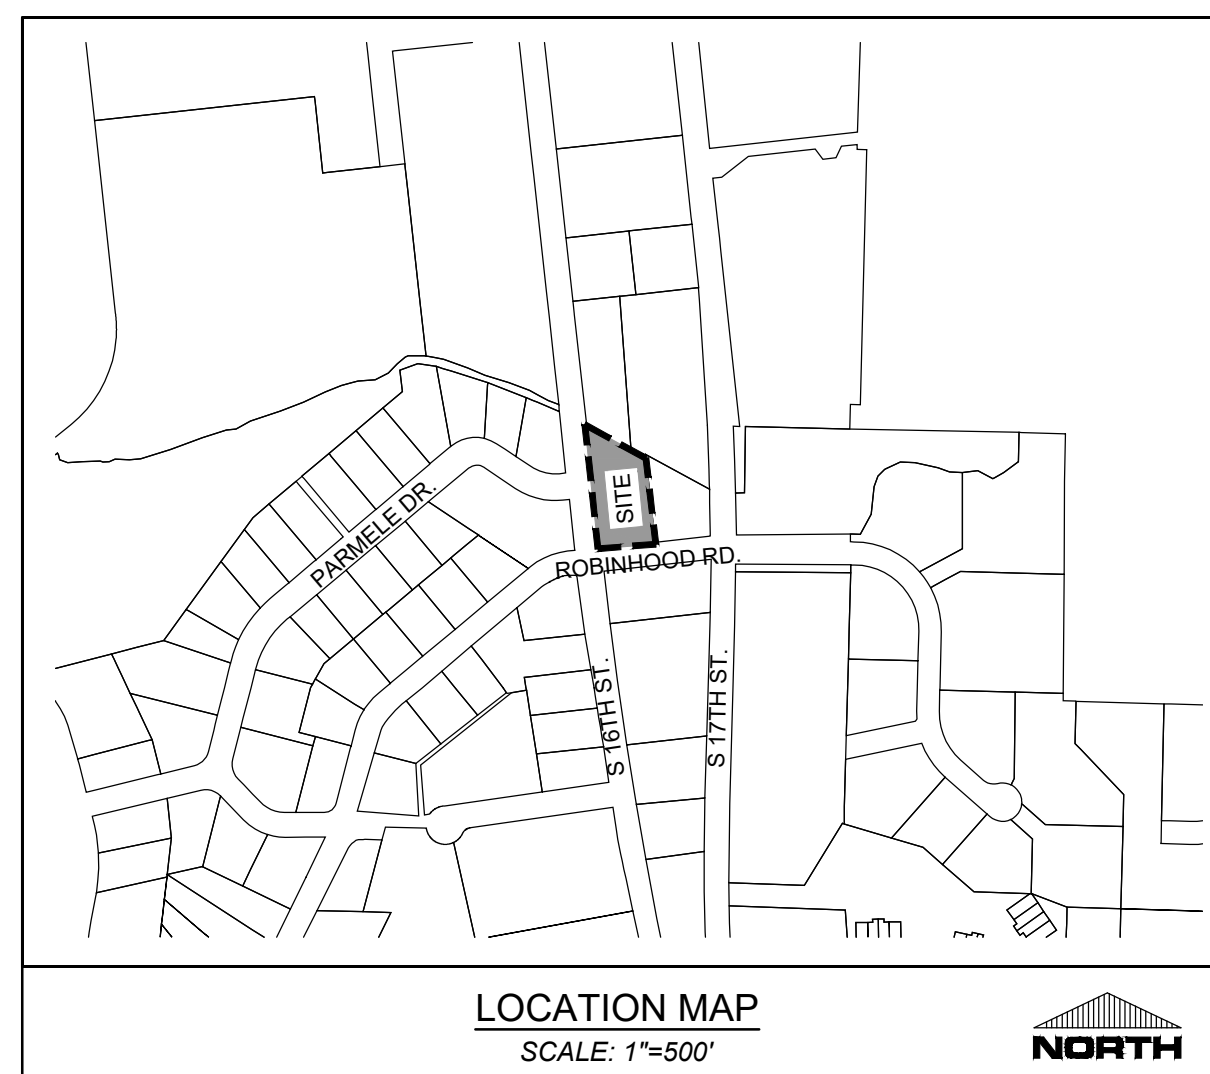 SITE
PARMELE DR.
ROBINHOOD RD.
S 16TH ST.
S 17TH ST.
LOCATION MAP
SCALE: 1"=500'
NORTH